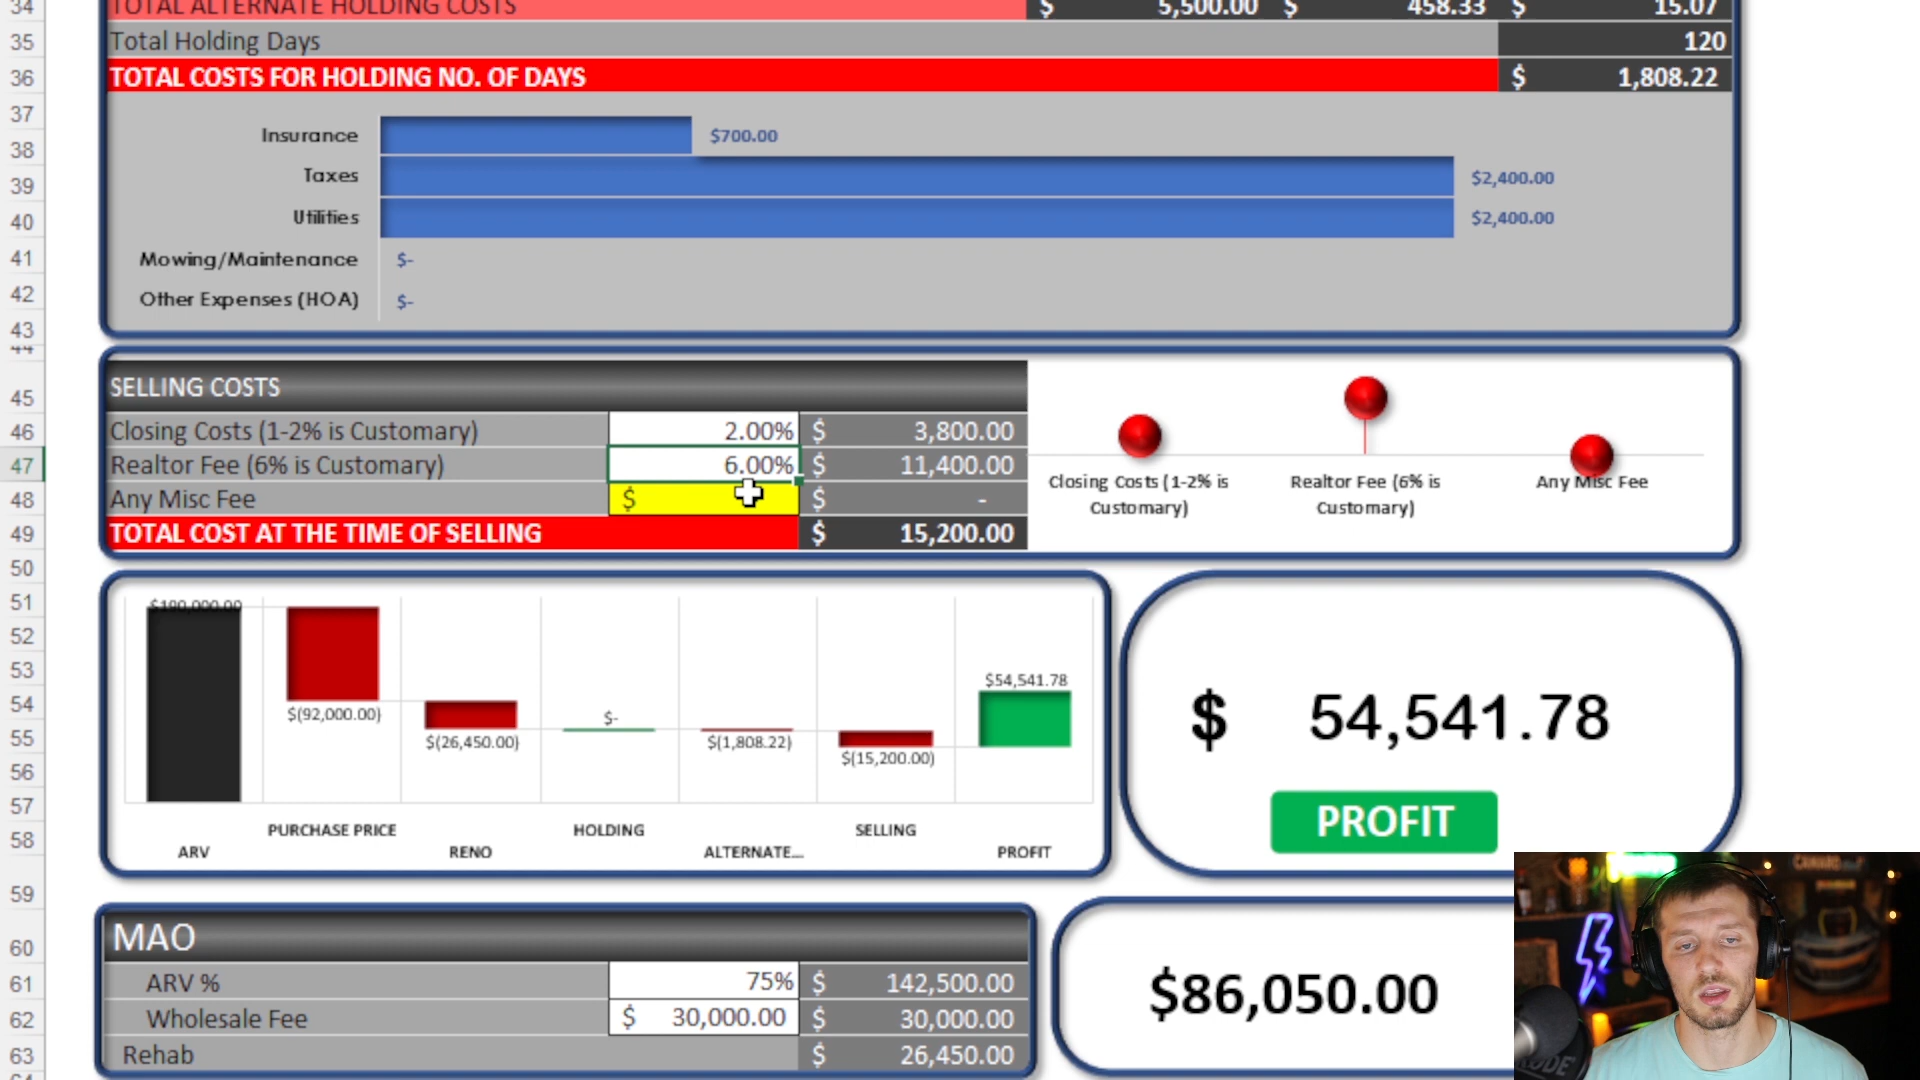 34 TOTAL ALTERNATE HOLDING COSTS $ 5,500.00 $ 458.33 $ 15.07
35 Total Holding Days 120
36 TOTAL COSTS FOR HOLDING NO. OF DAYS $ 1,808.22
37
38 Insurance $700.00
39 Taxes $2,400.00
40 Utilities $2,400.00
41 Mowing/Maintenance $-
42 Other Expenses (HOA) $-
43
44
45 SELLING COSTS
46 Closing Costs (1-2% is Customary) 2.00% $ 3,800.00
47 Realtor Fee (6% is Customary) 6.00% $ 11,400.00
48 Any Misc Fee $ $ -
49 TOTAL COST AT THE TIME OF SELLING $ 15,200.00
Closing Costs (1-2% is Customary)
Realtor Fee (6% is Customary)
Any Misc Fee
50
51 $190,000.00
52
53
54 $(92,000.00) $54,541.78
55 $(26,450.00) $- $(1,808.22) $(15,200.00)
56
57
58 PURCHASE PRICE HOLDING SELLING
ARV RENO ALTERNATE... PROFIT
$ 54,541.78
PROFIT
59
60 MAO
61 ARV % 75% $ 142,500.00
62 Wholesale Fee $ 30,000.00 $ 30,000.00
63 Rehab $ 26,450.00
$86,050.00